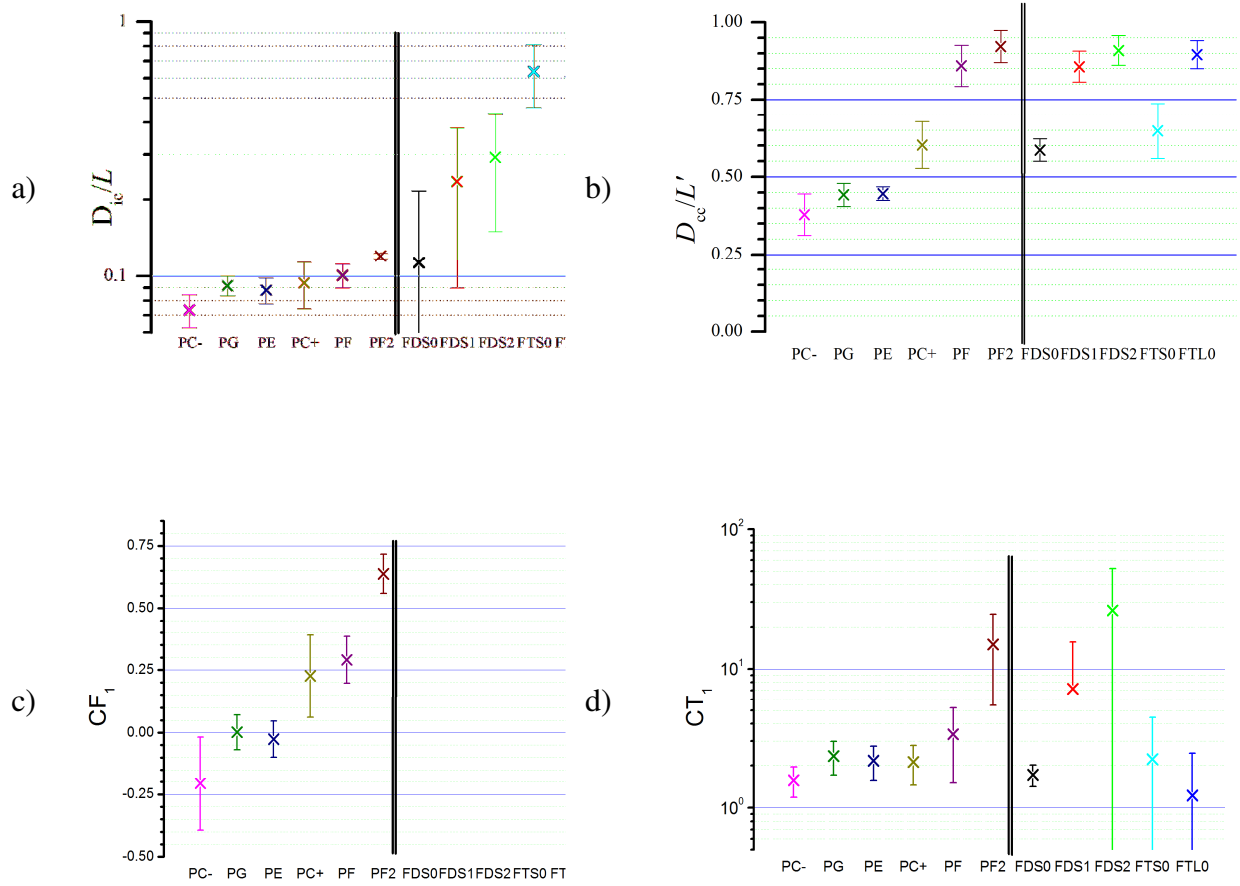 a)
D_ic/L
1
0.1
PC- PG PE PC+ PF PF2 FDS0 FDS1 FDS2 FTS0 FT
b)
D_cc/L'
1.00
0.75
0.50
0.25
0.00
PC- PG PE PC+ PF PF2 FDS0 FDS1 FDS2 FTS0 FTL0
c)
CF_1
0.75
0.50
0.25
0.00
-0.25
-0.50
PC- PG PE PC+ PF PF2 FDS0 FDS1 FDS2 FTS0 FT
d)
CT_1
10^2
10^1
10^0
PC- PG PE PC+ PF PF2 FDS0 FDS1 FDS2 FTS0 FTL0